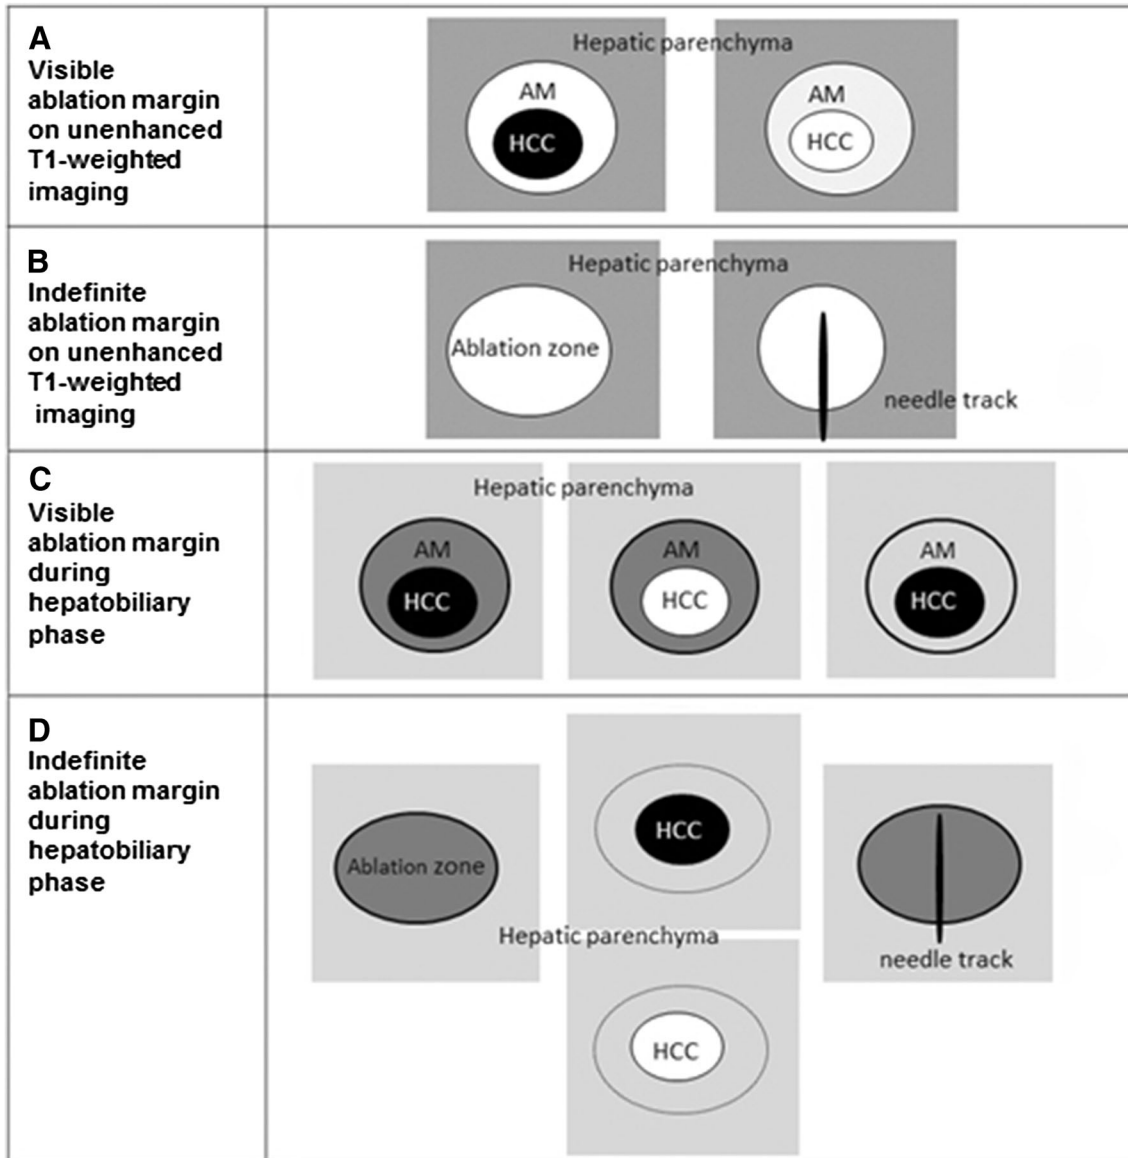 A
Visible
ablation margin
on unenhanced
T1-weighted
imaging
Hepatic parenchyma
AM
HCC
AM
HCC
B
Indefinite
ablation margin
on unenhanced
T1-weighted
imaging
Hepatic parenchyma
Ablation zone
needle track
C
Visible
ablation margin
during
hepatobiliary
phase
Hepatic parenchyma
AM
HCC
AM
HCC
AM
HCC
D
Indefinite
ablation margin
during
hepatobiliary
phase
Ablation zone
HCC
Hepatic parenchyma
HCC
needle track